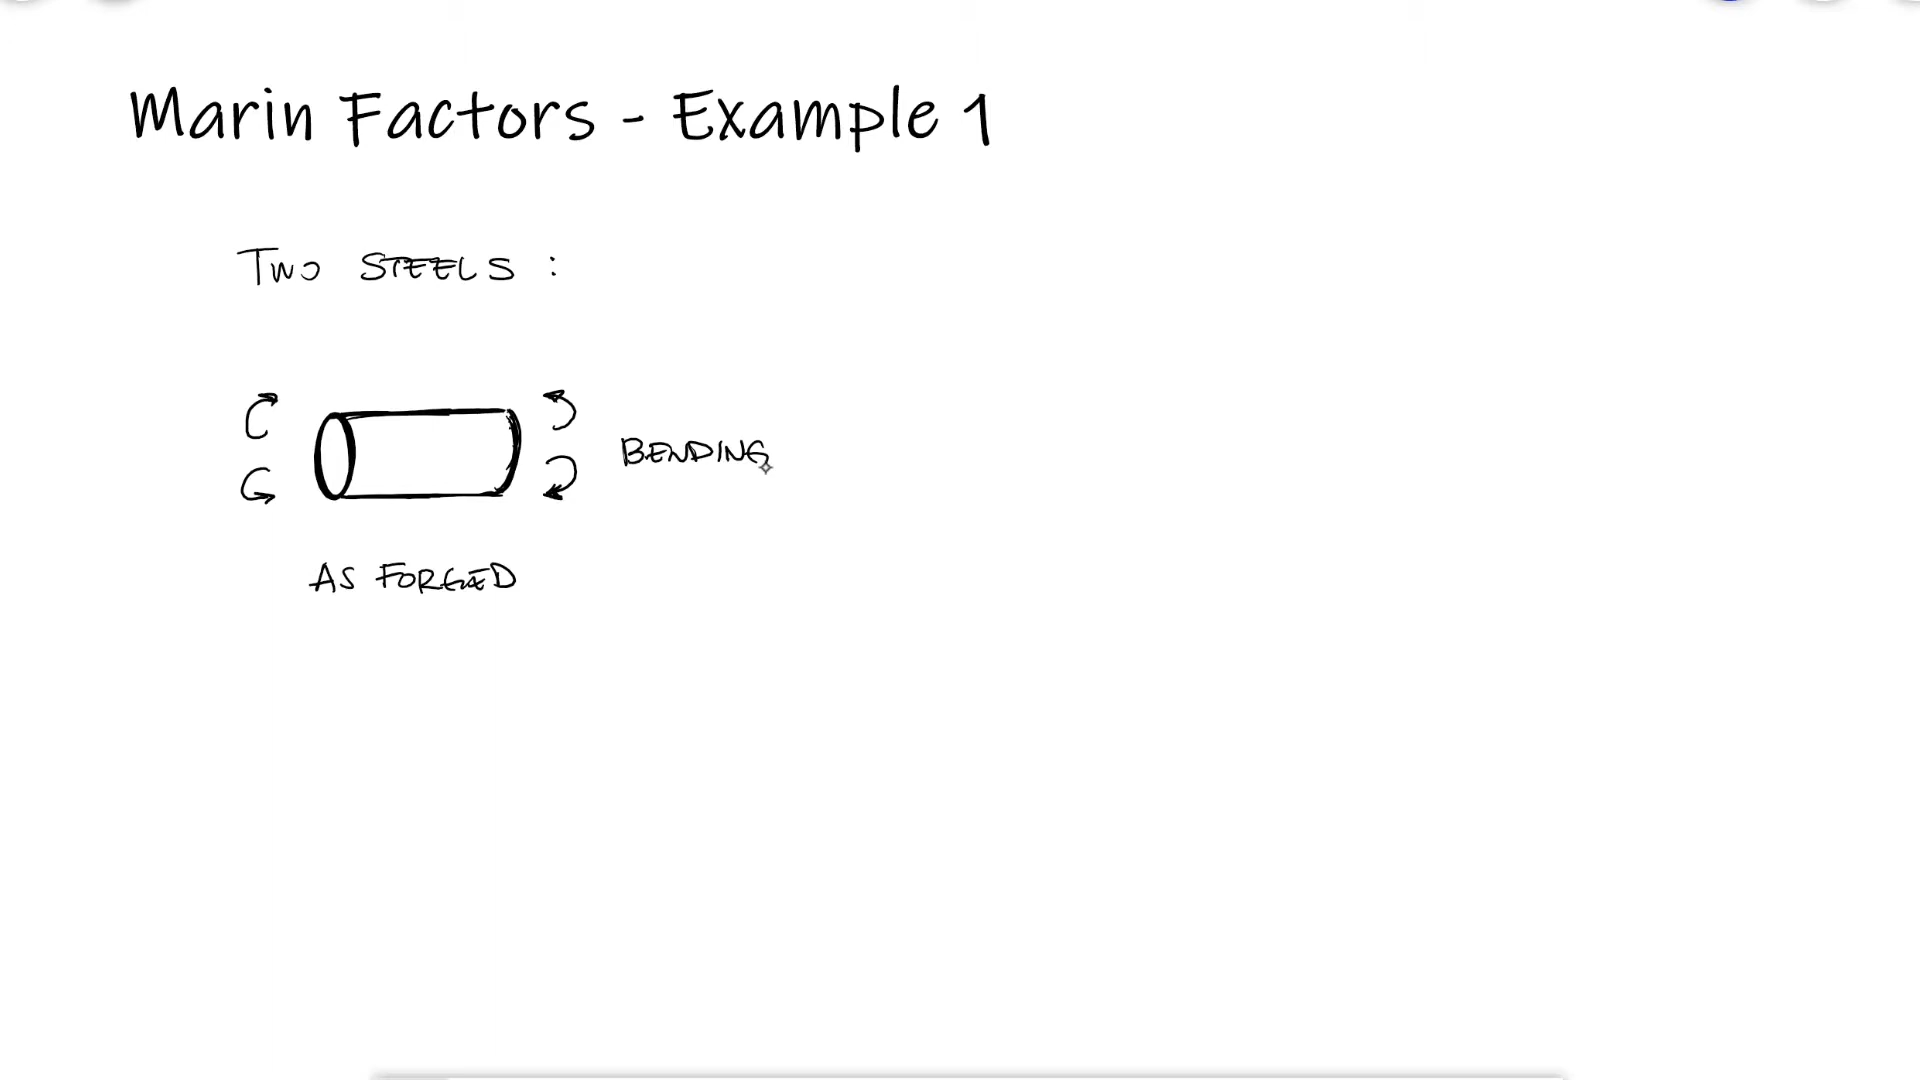 Marin Factors - Example 1
TWO STEELS :
BENDING
AS FORGED